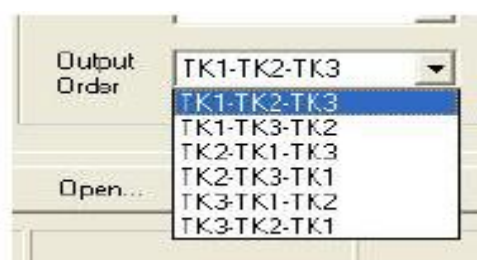 Output
Order
TK1-TK2-TK3
TK1-TK2-TK3
TK1-TK3-TK2
TK2-TK1-TK3
TK2-TK3-TK1
TK3-TK1-TK2
TK3-TK2-TK1
Open...